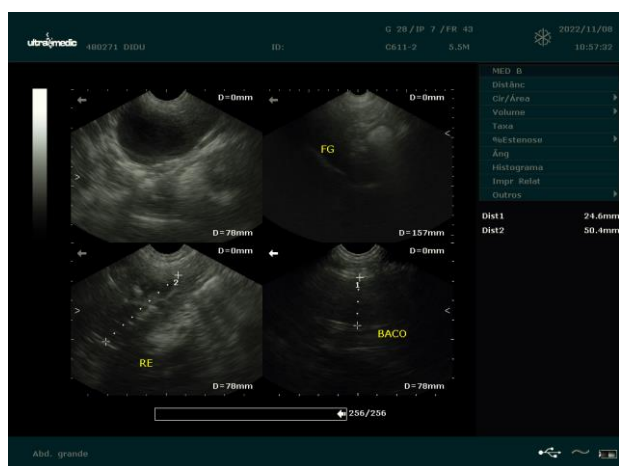 ultramedic 480271 DIDU ID: G 28/IP 7 /FR 43 2022/11/08
C611-2 5.5M 10:57:32
MED B
Distânc
Cir/Área
Volume
Taxa
%Estenose
Âng
Histograma
Impr Relat
Outros
Dist1 24.6mm
Dist2 50.4mm
D=0mm D=0mm
FG
D=78mm D=157mm
D=0mm D=0mm
2 1
BACO
RE
D=78mm D=78mm
256/256
Abd. grande